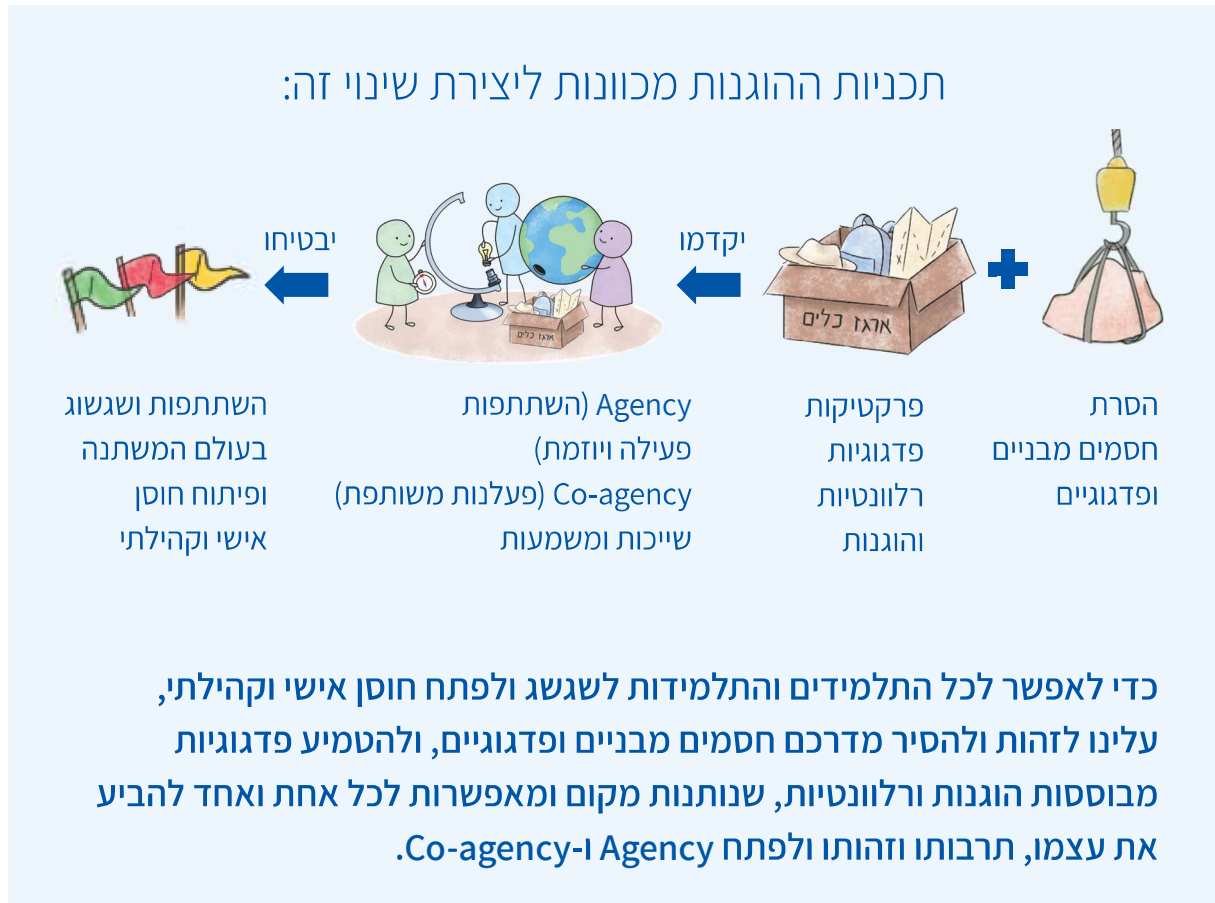 תכניות ההוגנות מכוונות ליצירת שינוי זה:
יקדמו
יבטיחו
ארגז כלים
ארגז כלים
הסרת
חסמים מבניים
ופדגוגיים
פרקטיקות
פדגוגיות
רלוונטיות
והוגנות
Agency (השתתפות
פעילה ויוזמת)
Co-agency (פעלנות משותפת)
שייכות ומשמעות
השתתפות ושגשוג
בעולם המשתנה
ופיתוח חוסן
אישי וקהילתי
כדי לאפשר לכל התלמידים והתלמידות לשגשג ולפתח חוסן אישי וקהילתי,
עלינו לזהות ולהסיר מדרכם חסמים מבניים ופדגוגיים, ולהטמיע פדגוגיות
מבוססות הוגנות ורלוונטיות, שנותנות מקום ומאפשרות לכל אחת ואחד להביע
את עצמו, תרבותו וזהותו ולפתח Agency ו-Co-agency.